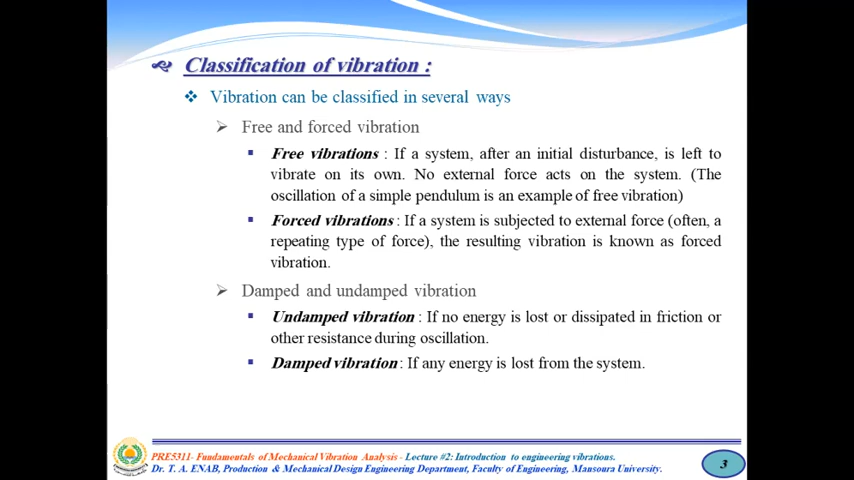 Classification of vibration :
Vibration can be classified in several ways
Free and forced vibration
Free vibrations : If a system, after an initial disturbance, is left to
vibrate on its own. No external force acts on the system. (The
oscillation of a simple pendulum is an example of free vibration)
Forced vibrations : If a system is subjected to external force (often, a
repeating type of force), the resulting vibration is known as forced
vibration.
Damped and undamped vibration
Undamped vibration : If no energy is lost or dissipated in friction or
other resistance during oscillation.
Damped vibration : If any energy is lost from the system.
PRE5311- Fundamentals of Mechanical Vibration Analysis - Lecture #2: Introduction to engineering vibrations.
Dr. T. A. ENAB, Production & Mechanical Design Engineering Department, Faculty of Engineering, Mansoura University.
3